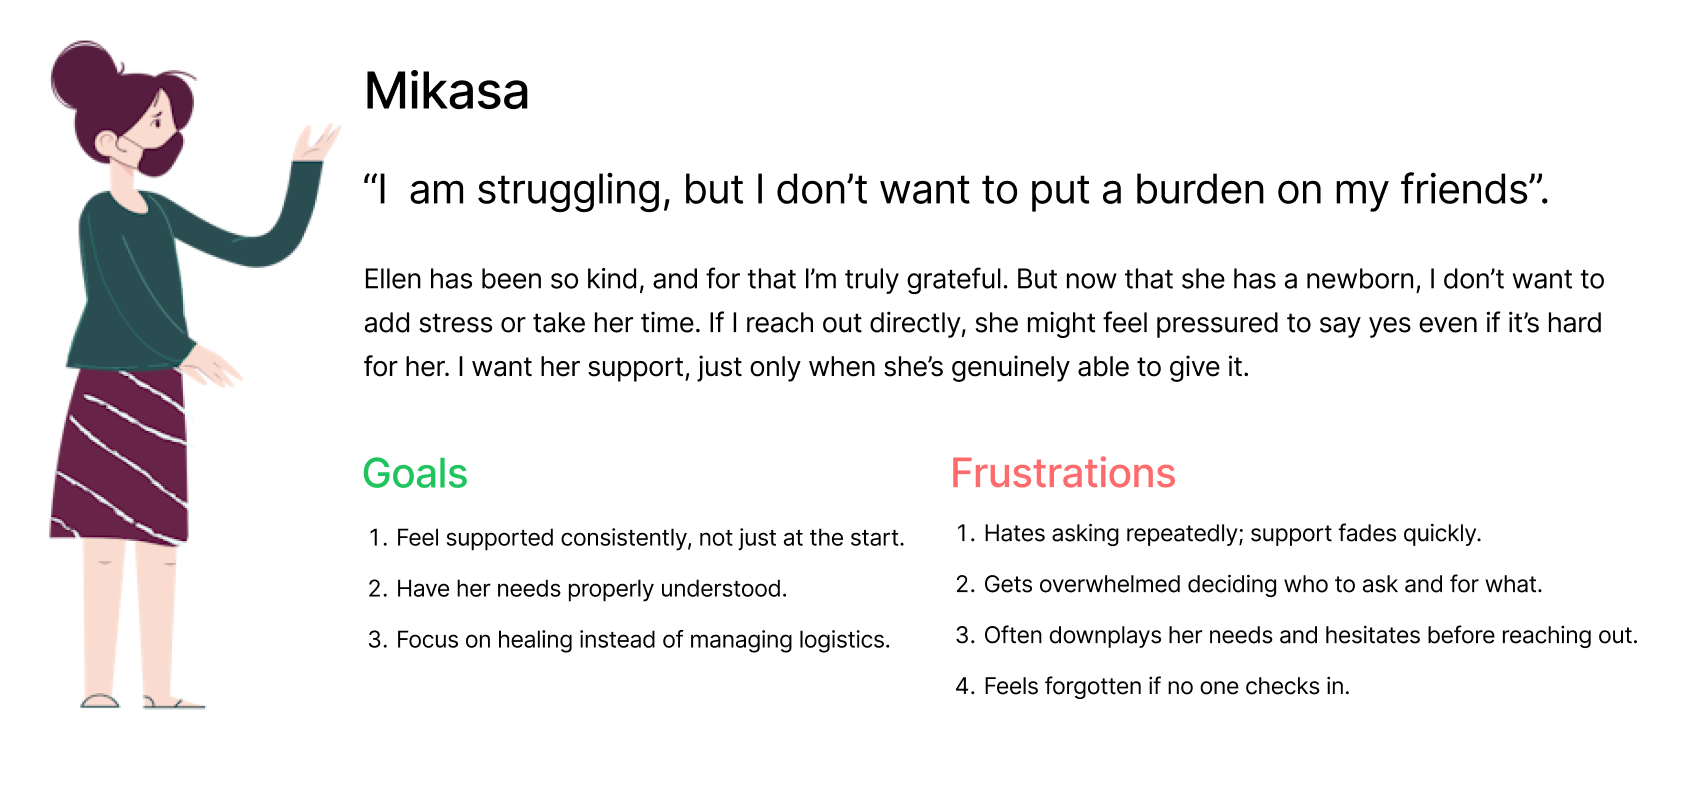 Mikasa
“I  am struggling, but I don’t want to put a burden on my friends”.
Ellen has been so kind, and for that I’m truly grateful. But now that she has a newborn, I don’t want to
add stress or take her time. If I reach out directly, she might feel pressured to say yes even if it’s hard
for her. I want her support, just only when she’s genuinely able to give it.
Goals
1. Feel supported consistently, not just at the start.
2. Have her needs properly understood.
3. Focus on healing instead of managing logistics.
Frustrations
1. Hates asking repeatedly; support fades quickly.
2. Gets overwhelmed deciding who to ask and for what.
3. Often downplays her needs and hesitates before reaching out.
4. Feels forgotten if no one checks in.